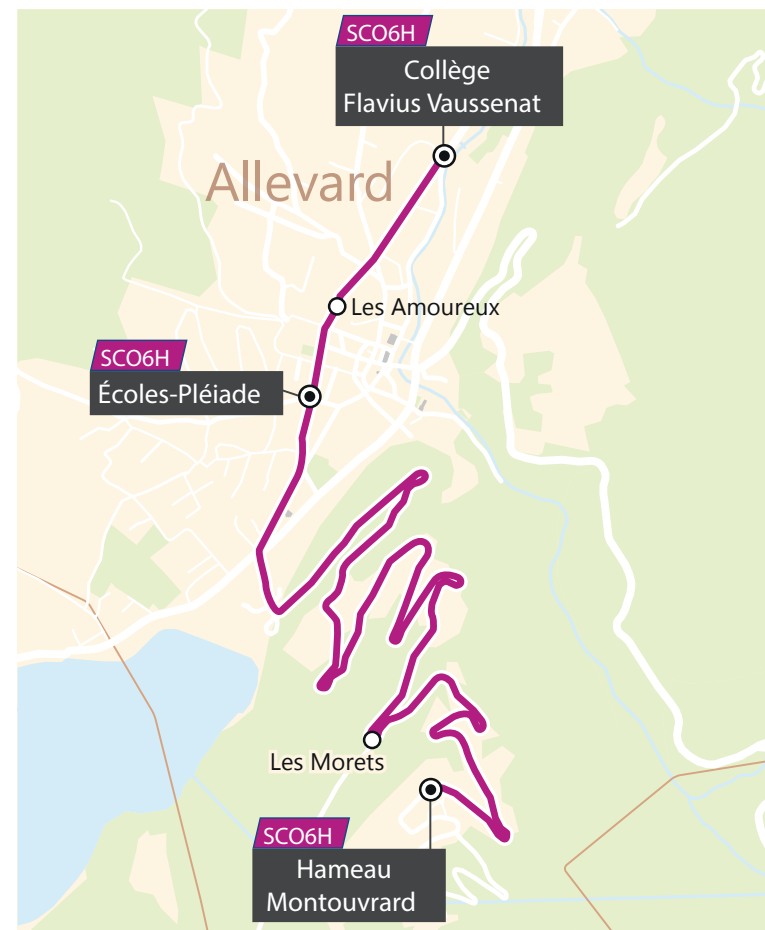 SCO6H
Collège
Flavius Vaussenat
Allevard
Les Amoureux
SCO6H
Écoles-Pléiade
Les Morets
SCO6H
Hameau
Montouvrard